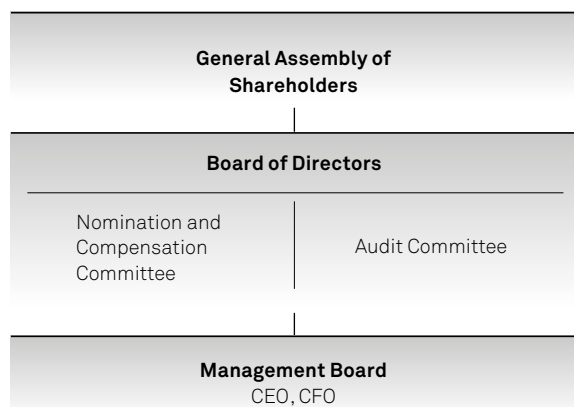 General Assembly of
Shareholders
Board of Directors
Nomination and
Compensation
Committee
Audit Committee
Management Board
CEO, CFO